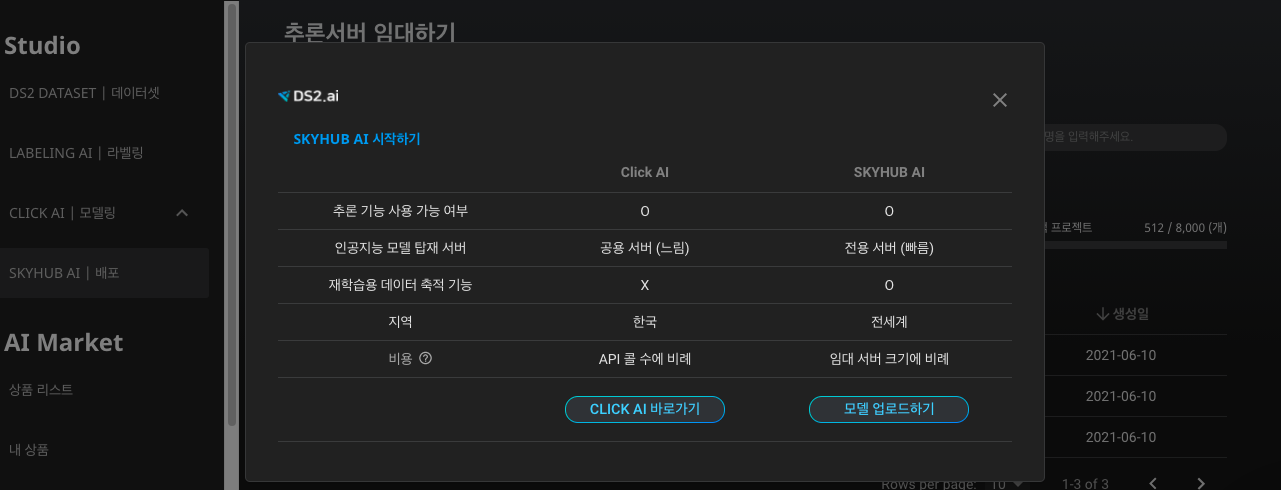 Studio
DS2 DATASET | 데이터셋
LABELING AI | 라벨링
CLICK AI | 모델링
SKYHUB AI | 배포
AI Market
상품 리스트
내 상품
추론서버 임대하기
DS2.ai
SKYHUB AI 시작하기
Click AI SKYHUB AI
추론 기능 사용 가능 여부 O O
인공지능 모델 탑재 서버 공용 서버 (느림) 전용 서버 (빠름)
재학습용 데이터 축적 기능 X O
지역 한국 전세계
비용 API 콜 수에 비례 임대 서버 크기에 비례
CLICK AI 바로가기 모델 업로드하기
명을 입력해주세요.
프로젝트 512 / 8,000 (개)
생성일
2021-06-10
2021-06-10
2021-06-10
Rows per page: 10 1-3 of 3